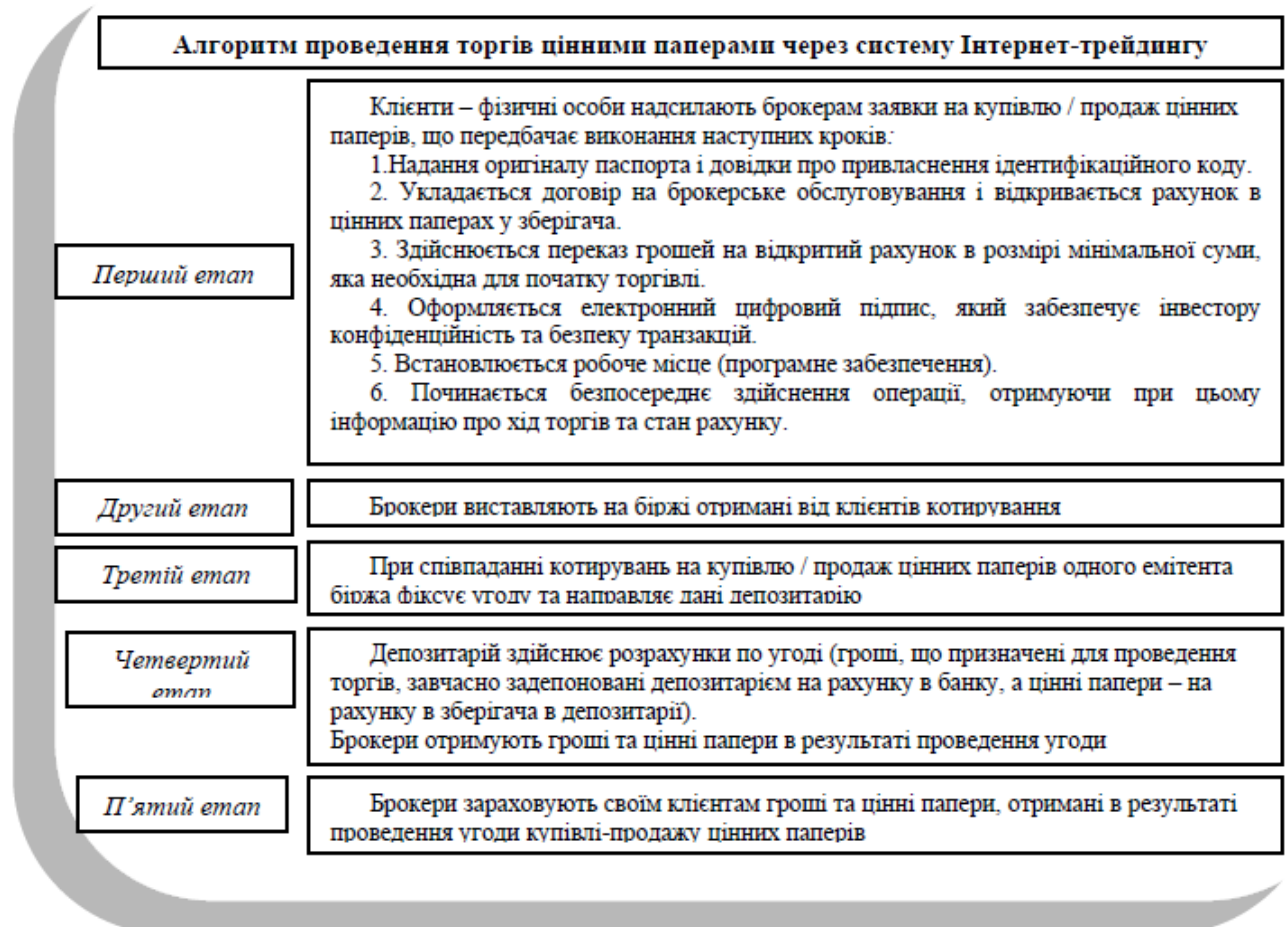 Алгоритм проведення торгів цінними паперами через систему Інтернет-трейдингу
Перший етап
Клієнти – фізичні особи надсилають брокерам заявки на купівлю / продаж цінних
паперів, що передбачає виконання наступних кроків:
1.Надання оригіналу паспорта і довідки про привласнення ідентифікаційного коду.
2. Укладається договір на брокерське обслуговування і відкривається рахунок в
цінних паперах у зберігача.
3. Здійснюється переказ грошей на відкритий рахунок в розмірі мінімальної суми,
яка необхідна для початку торгівлі.
4. Оформляється електронний цифровий підпис, який забезпечує інвестору
конфіденційність та безпеку транзакцій.
5. Встановлюється робоче місце (програмне забезпечення).
6. Починається безпосереднє здійснення операції, отримуючи при цьому
інформацію про хід торгів та стан рахунку.
Другий етап
Брокери виставляють на біржі отримані від клієнтів котирування
Третій етап
При співпаданні котирувань на купівлю / продаж цінних паперів одного емітента
біржа фіксує угоду та направляє дані депозитарію
Четвертий
етап
Депозитарій здійснює розрахунки по угоді (гроші, що призначені для проведення
торгів, завчасно задепоновані депозитарієм на рахунку в банку, а цінні папери – на
рахунку в зберігача в депозитарії).
Брокери отримують гроші та цінні папери в результаті проведення угоди
П’ятий етап
Брокери зараховують своїм клієнтам гроші та цінні папери, отримані в результаті
проведення угоди купівлі-продажу цінних паперів